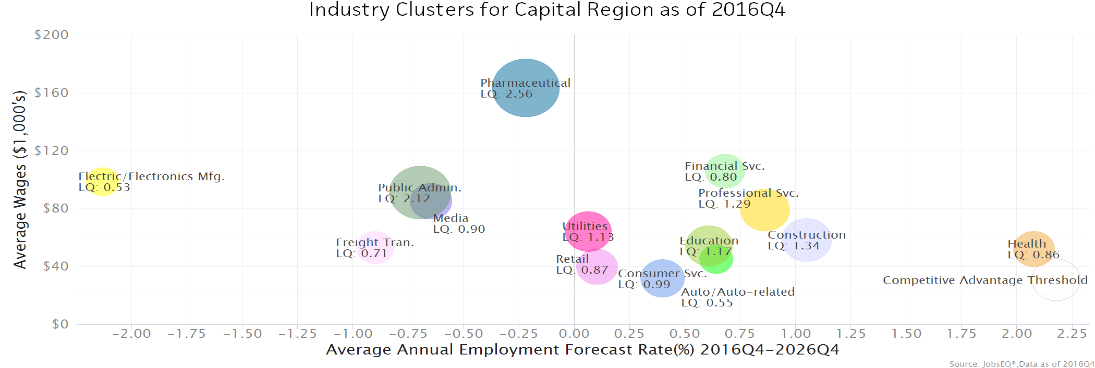 Industry Clusters for Capital Region as of 2016Q4
Average Wages ($1,000's)
$200
$160
$120
$80
$40
$0
Pharmaceutical
LQ: 2.56
Electric/Electronics Mfg.
LQ: 0.53
Public Admin.
LQ: 2.12
Media
LQ: 0.90
Freight Tran.
LQ: 0.71
Financial Svc.
LQ: 0.80
Professional Svc.
LQ: 1.29
Utilities
LQ: 1.13
Retail
LQ: 0.87
Education
LQ: 1.17
Construction
LQ: 1.34
Consumer Svc.
LQ: 0.99
Auto/Auto-related
LQ: 0.55
Health
LQ: 0.86
Competitive Advantage Threshold
-2.00 -1.00 -0.75 -0.50 -0.25 0.00 0.25 0.50 0.75 1.00 1.25 1.50 1.75 2.00 2.25
Average Annual Employment Forecast Rate(%) 2016Q4-2026Q4
Source: JobsEQ®,Data as of 2016Q4